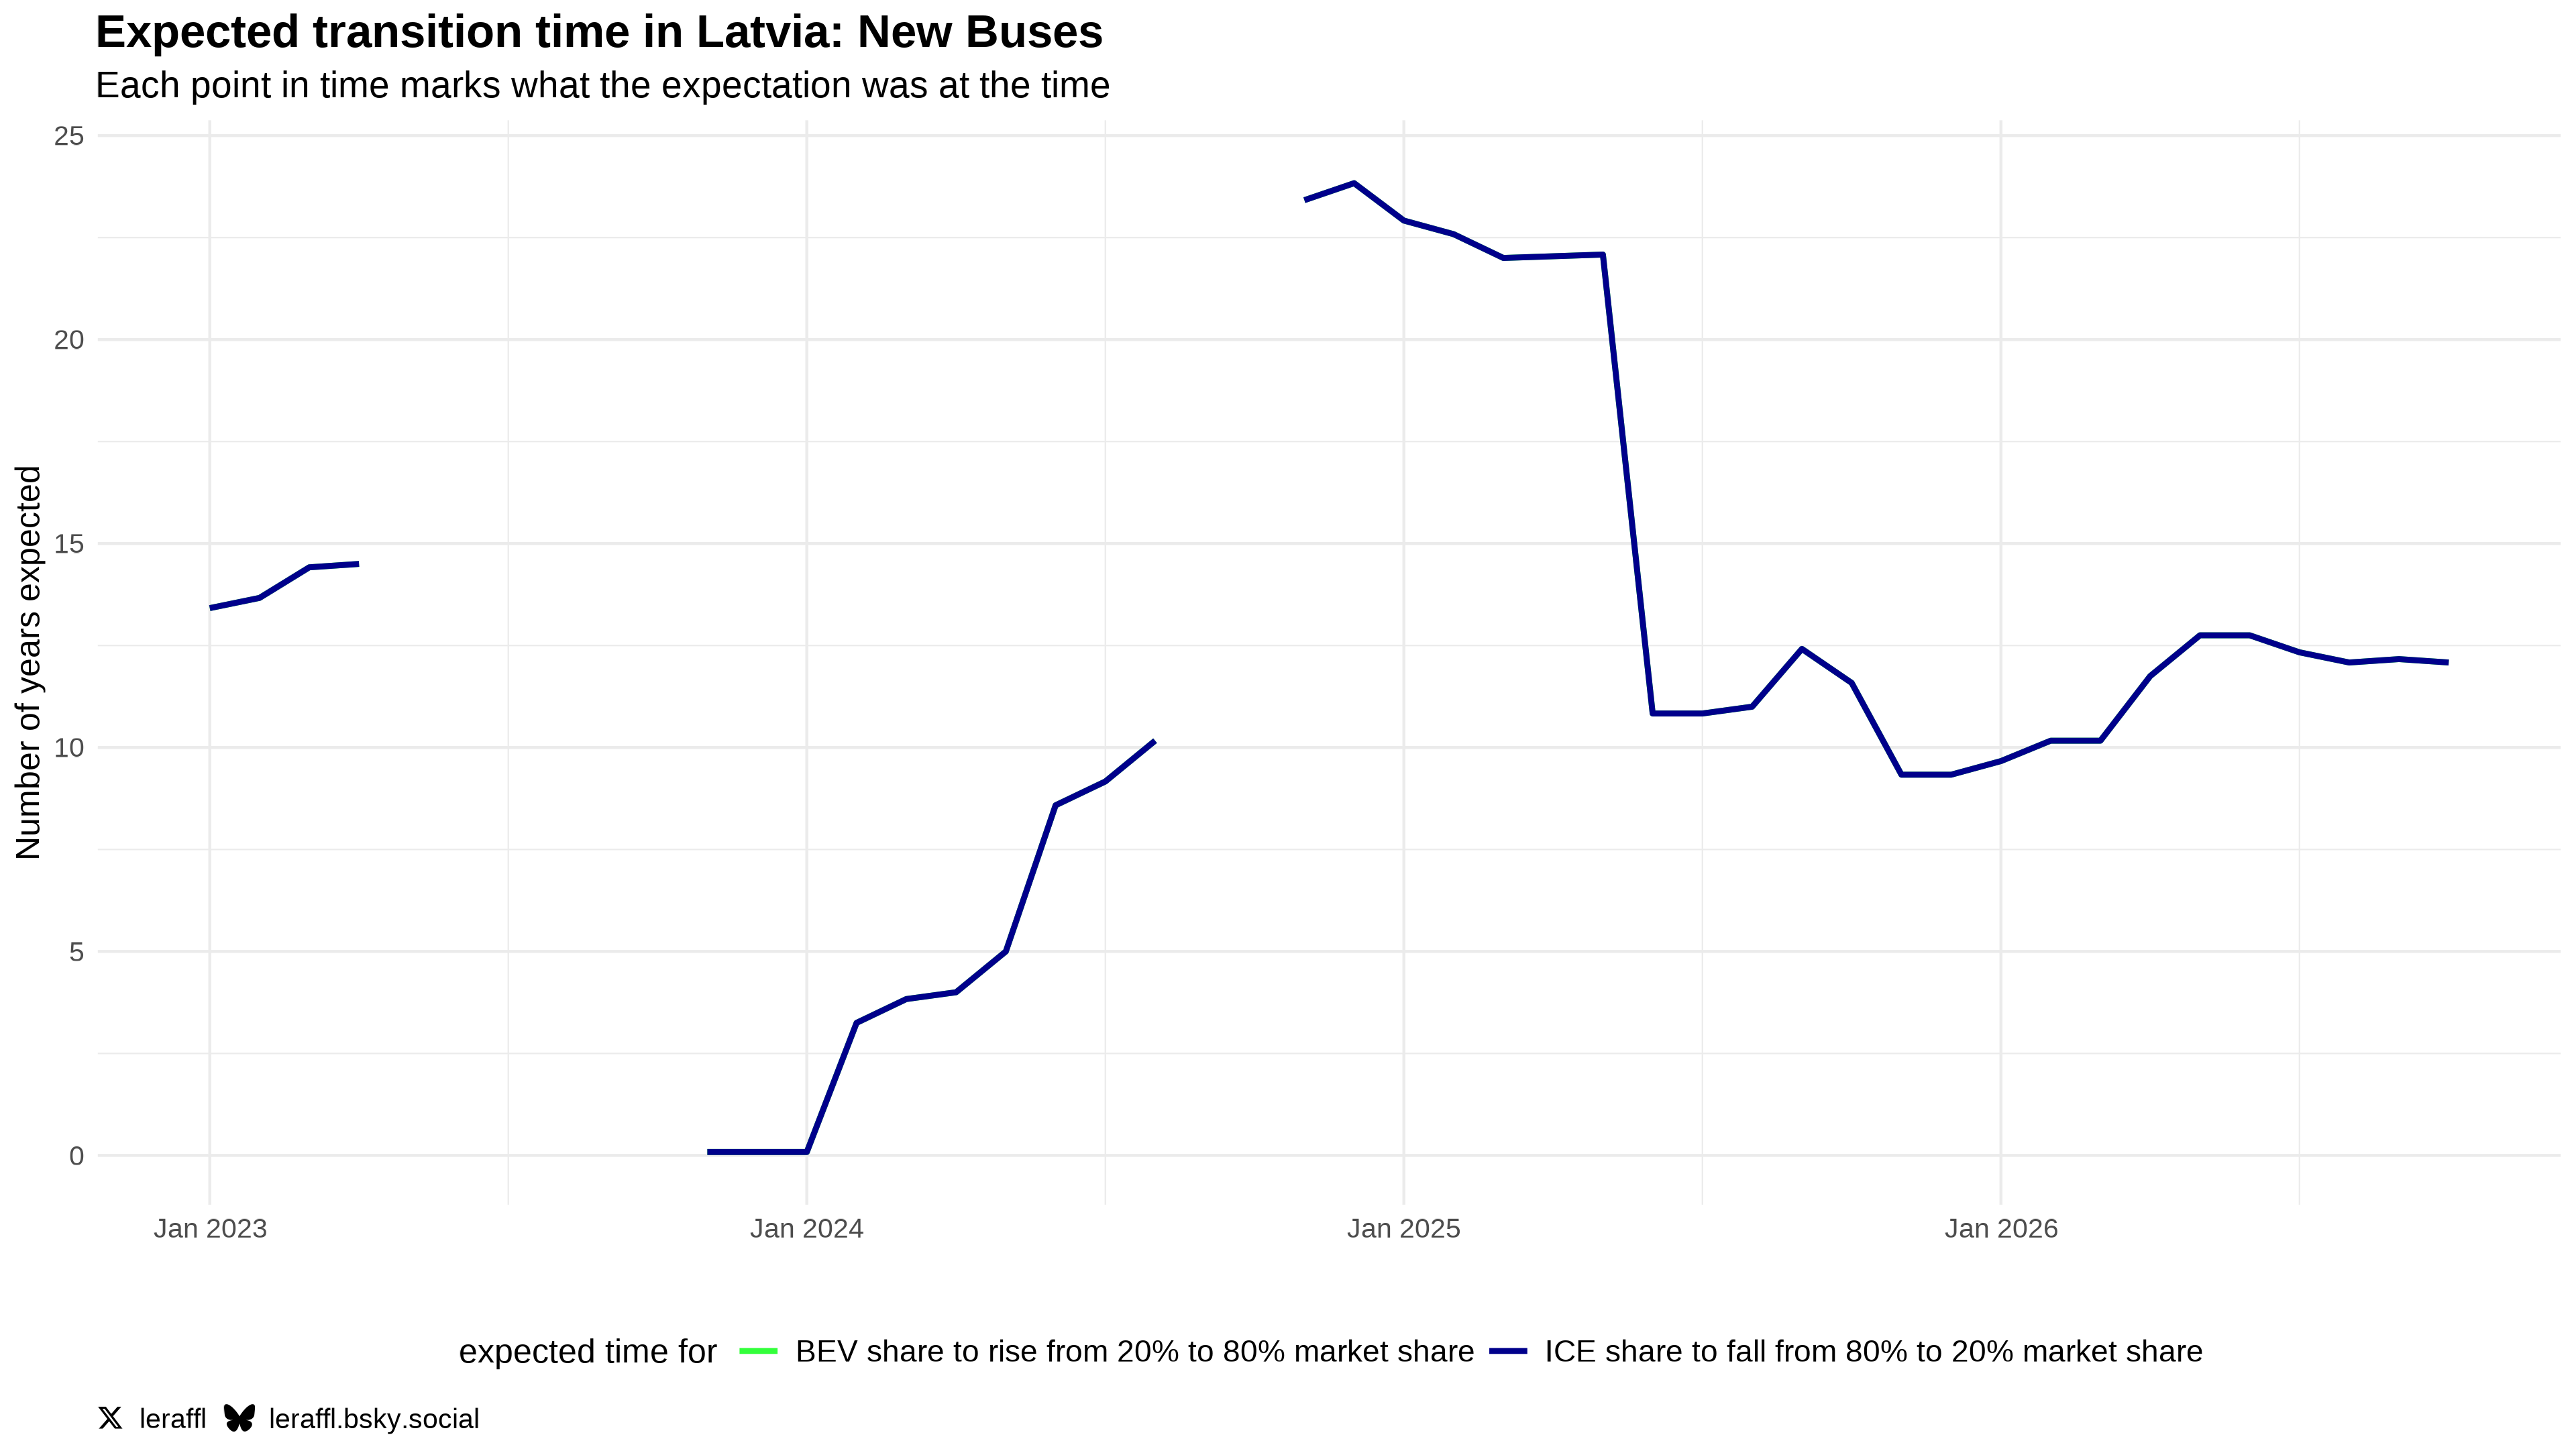 Expected transition time in Latvia: New Buses
Each point in time marks what the expectation was at the time
Number of years expected
25
20
15
10
5
0
Jan 2023 Jan 2024 Jan 2025 Jan 2026
expected time for BEV share to rise from 20% to 80% market share ICE share to fall from 80% to 20% market share
leraffl leraffl.bsky.social